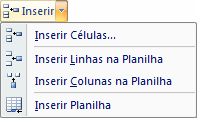 Inserir
Inserir Células...
Inserir Linhas na Planilha
Inserir Colunas na Planilha
Inserir Planilha